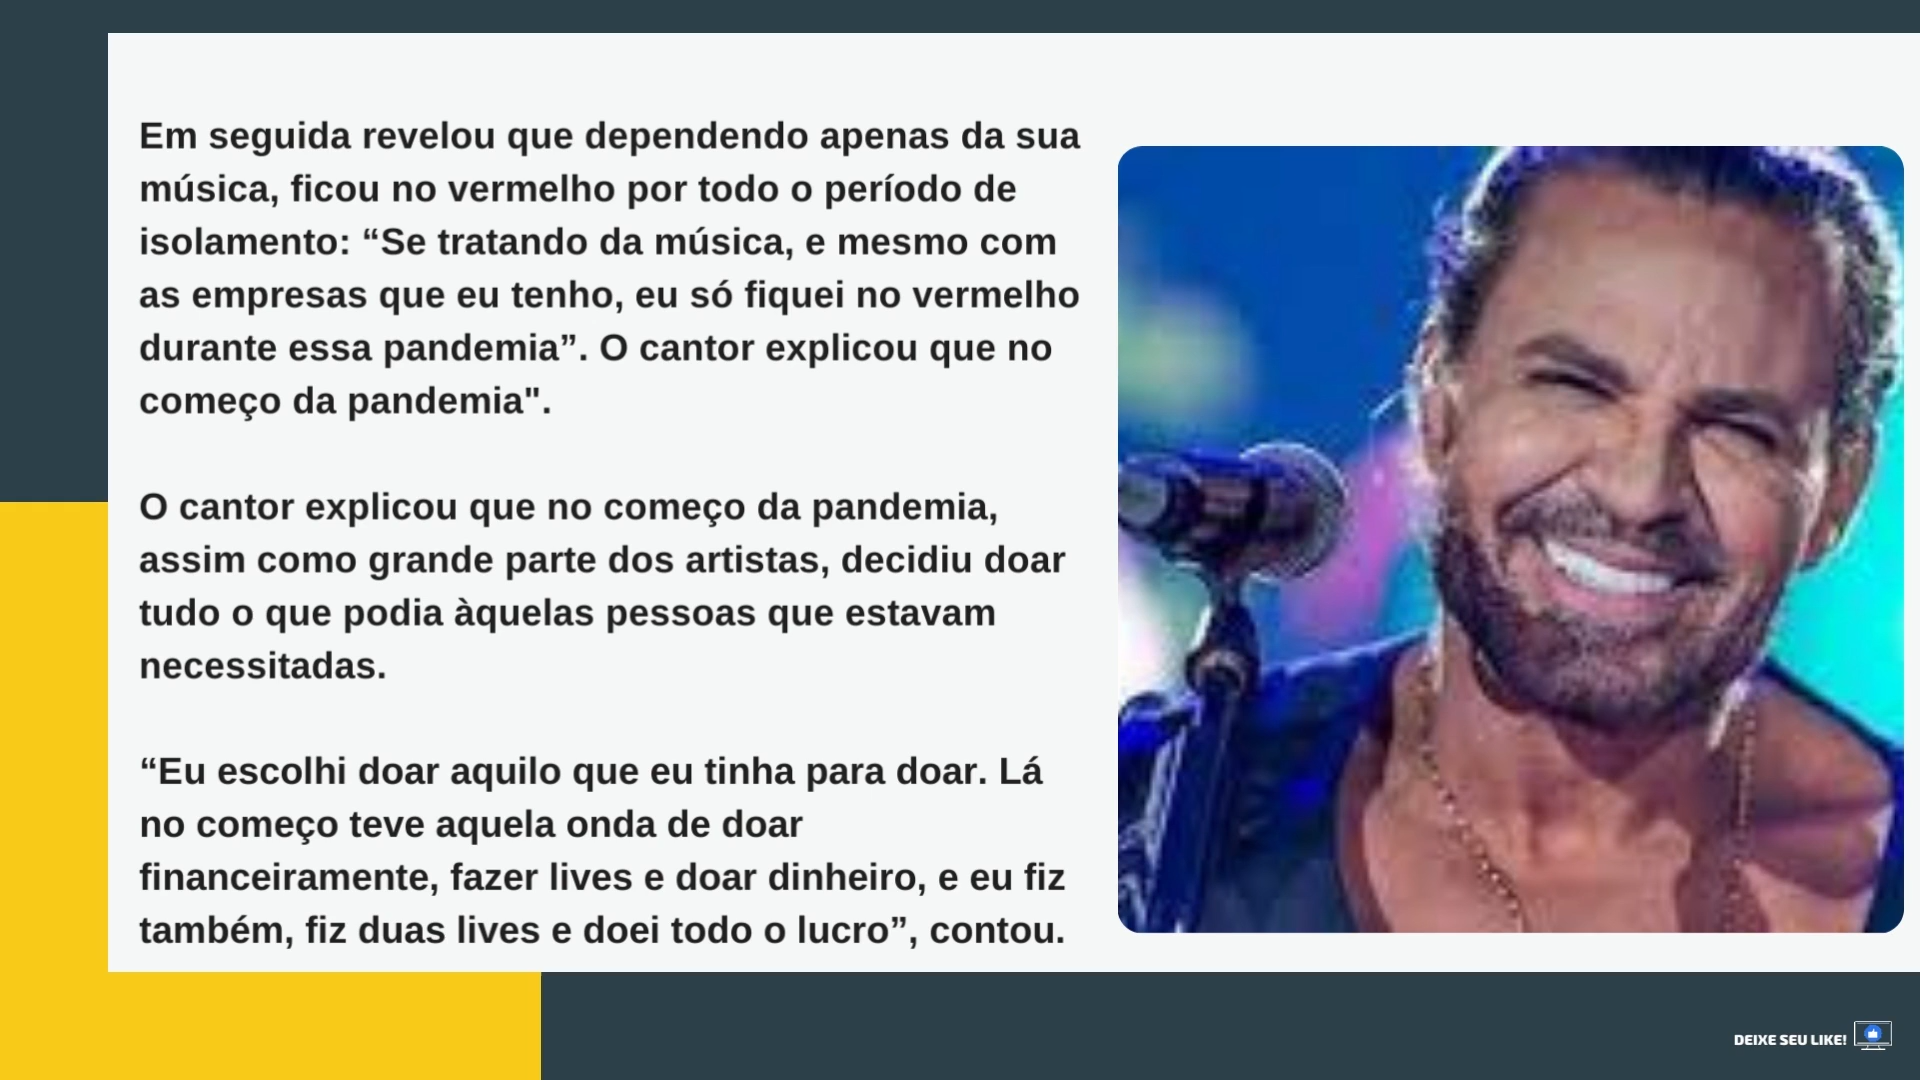 Em seguida revelou que dependendo apenas da sua
música, ficou no vermelho por todo o período de
isolamento: “Se tratando da música, e mesmo com
as empresas que eu tenho, eu só fiquei no vermelho
durante essa pandemia”. O cantor explicou que no
começo da pandemia".
O cantor explicou que no começo da pandemia,
assim como grande parte dos artistas, decidiu doar
tudo o que podia àquelas pessoas que estavam
necessitadas.
“Eu escolhi doar aquilo que eu tinha para doar. Lá
no começo teve aquela onda de doar
financeiramente, fazer lives e doar dinheiro, e eu fiz
também, fiz duas lives e doei todo o lucro”, contou.
DEIXE SEU LIKE!